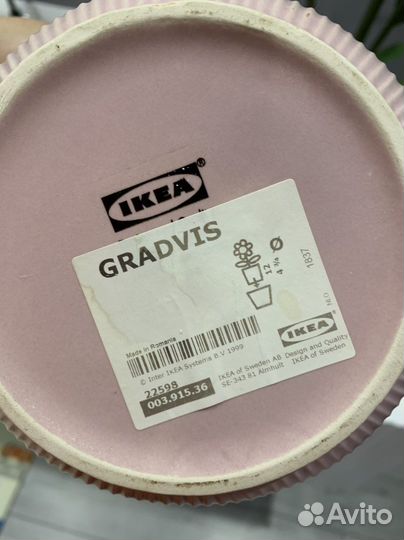 IKEA®
GRADVIS
12
4 ¾ Ø
1837
NLO
Made in Romania
© Inter IKEA Systems B.V 1999
22598
003.915.36
IKEA
IKEA of Sweden AB
SE-343 81 Älmhult
Design and Quality
IKEA of Sweden
Avito